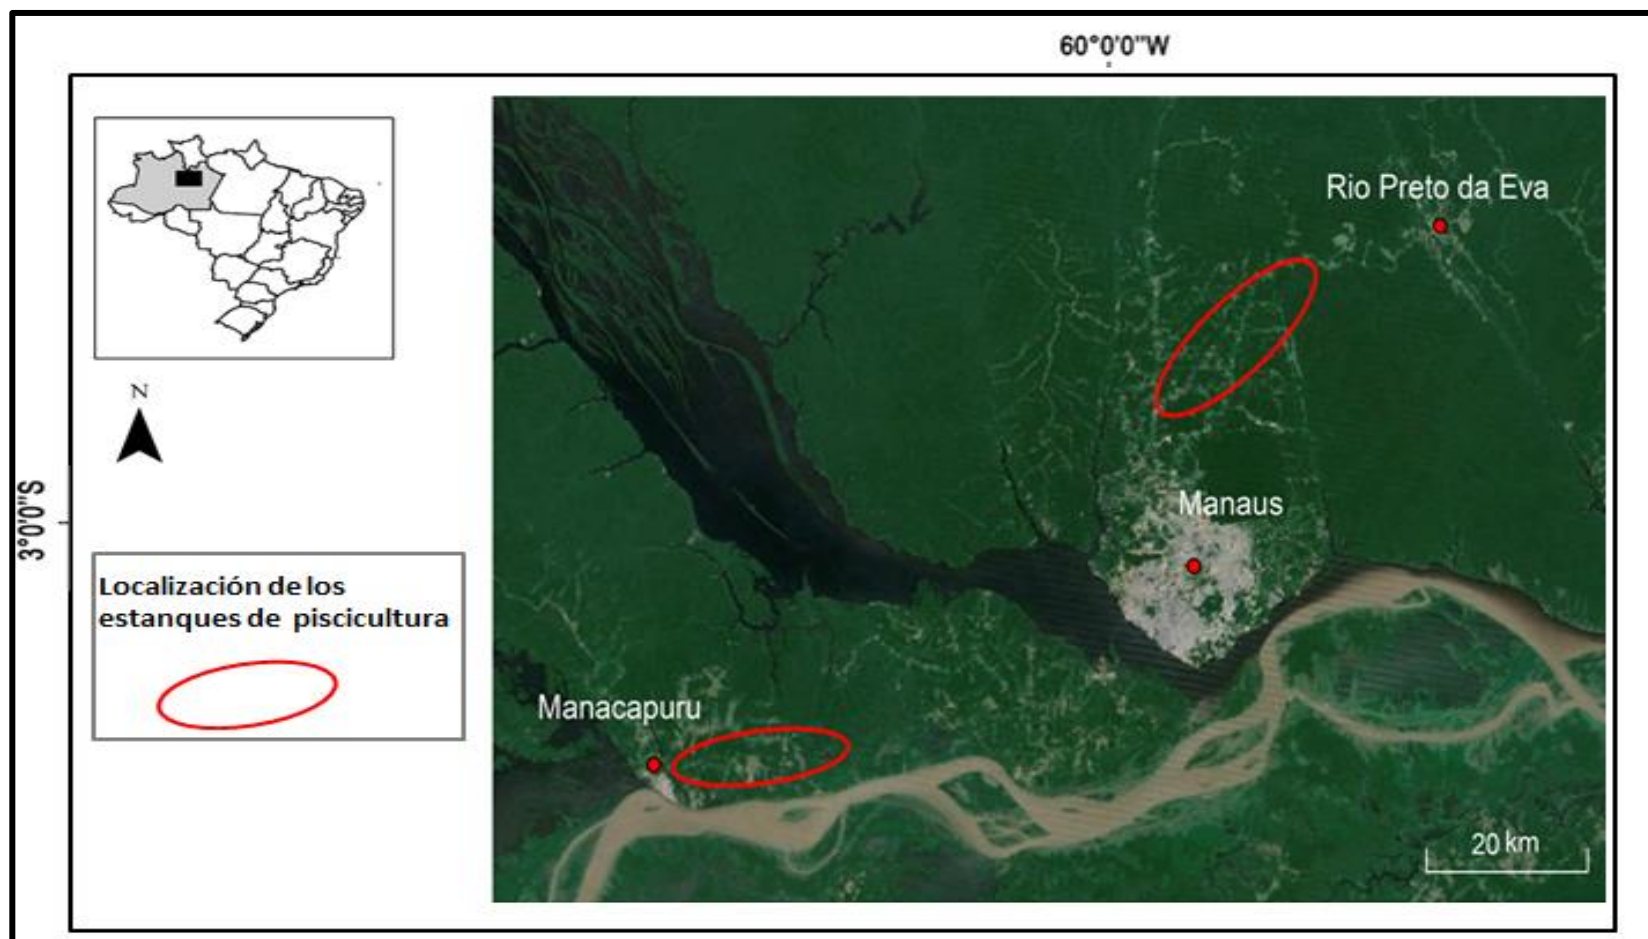 60°0'0"W
Rio Preto da Eva
N
3°0'0"S
Manaus
Localización de los
estanques de piscicultura
Manacapuru
20 km